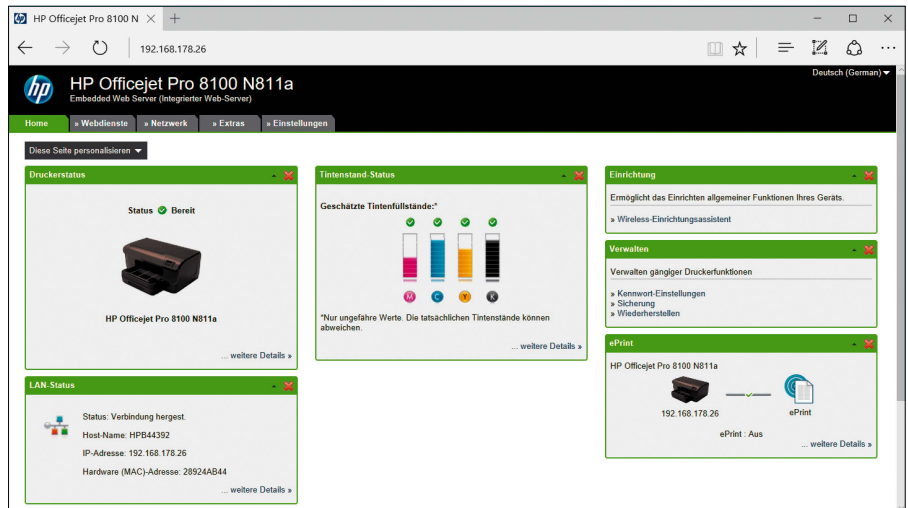 HP Officejet Pro 8100 N
192.168.178.26
Deutsch (German)
hp
HP Officejet Pro 8100 N811a
Embedded Web Server (Integrierter Web-Server)
Home » Webdienste » Netzwerk » Extras » Einstellungen
Diese Seite personalisieren
Druckerstatus
Status Bereit
HP Officejet Pro 8100 N811a
... weitere Details »
LAN-Status
Status: Verbindung hergest.
Host-Name: HPB44392
IP-Adresse: 192.168.178.26
Hardware (MAC)-Adresse: 28924AB44
... weitere Details »
Tintenstand-Status
Geschätzte Tintenfüllstände:*
M C Y K
*Nur ungefähre Werte. Die tatsächlichen Tintenstände können
abweichen.
... weitere Details »
Einrichtung
Ermöglicht das Einrichten allgemeiner Funktionen Ihres Geräts.
» Wireless-Einrichtungsassistent
Verwalten
Verwalten gängiger Druckerfunktionen
» Kennwort-Einstellungen
» Sicherung
» Wiederherstellen
ePrint
HP Officejet Pro 8100 N811a
192.168.178.26 ePrint
ePrint : Aus
... weitere Details »